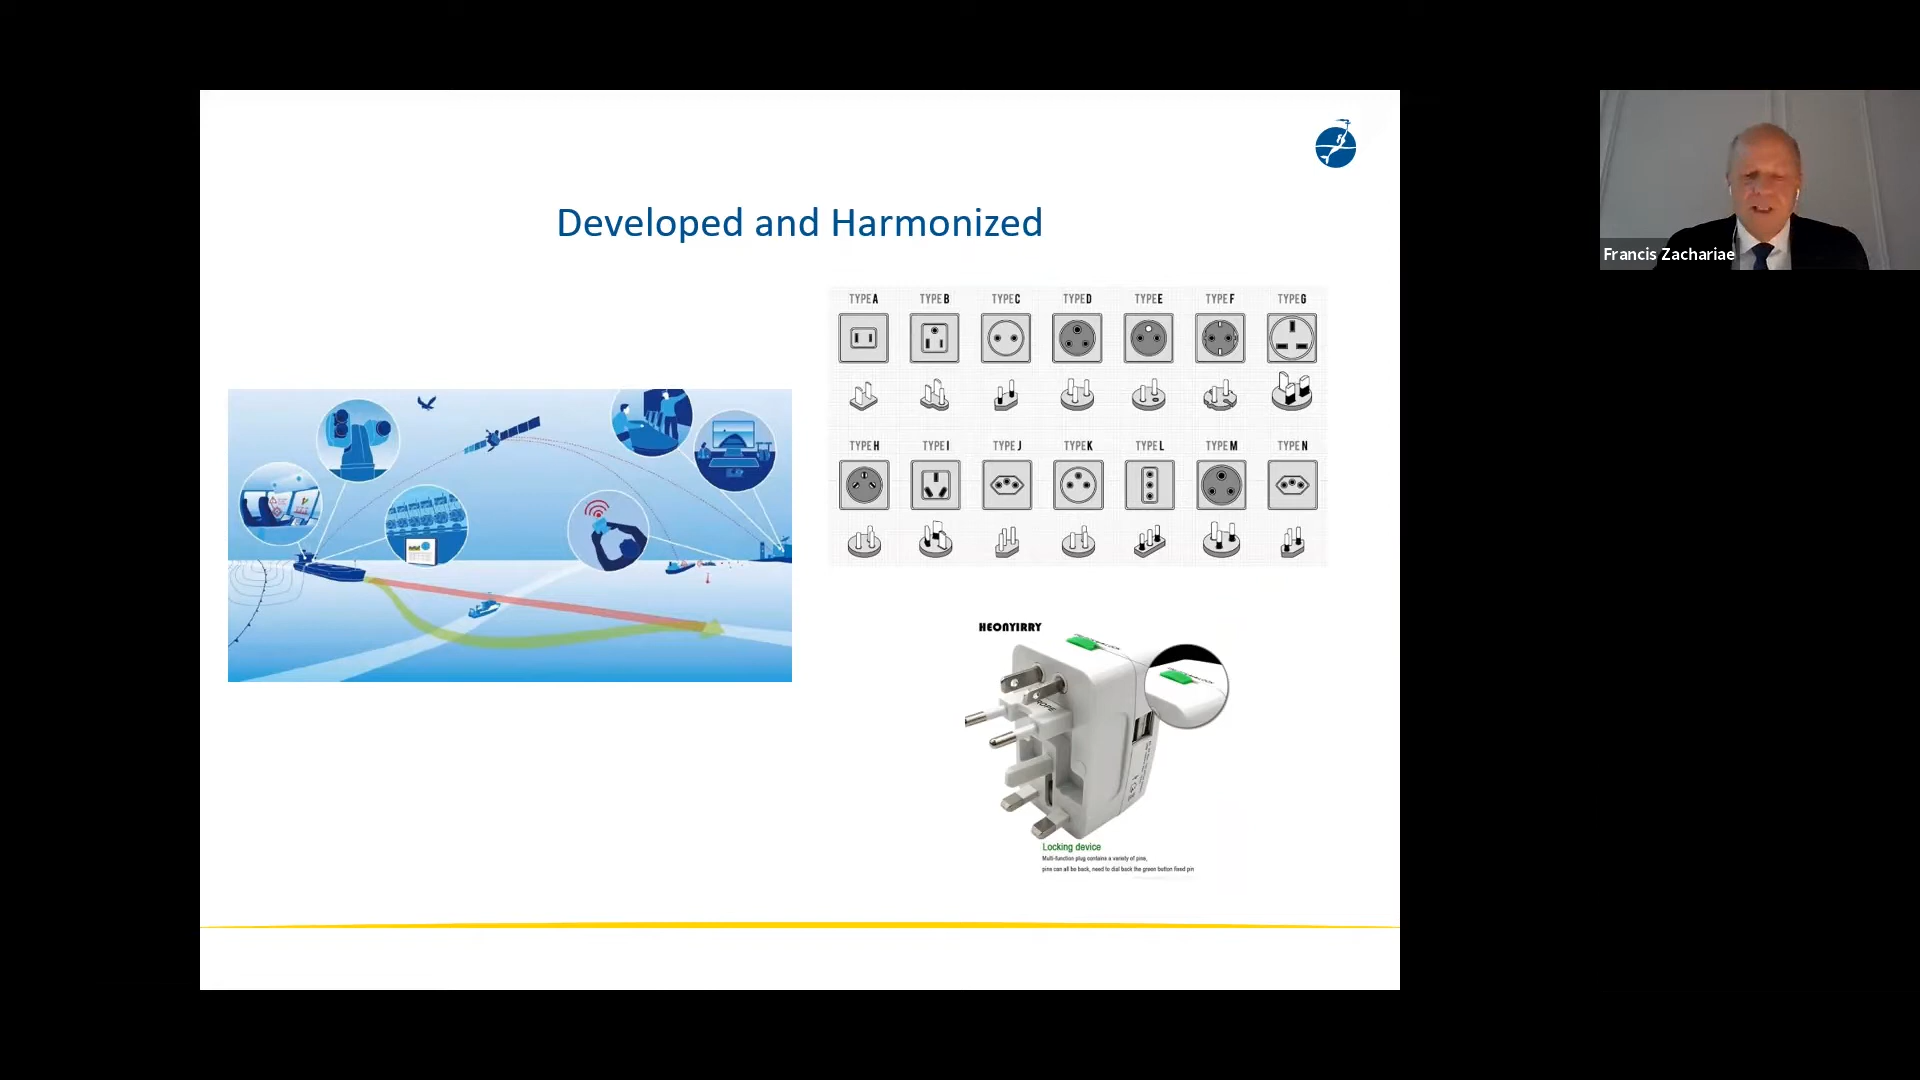 Developed and Harmonized
TYPE A TYPE B TYPE C TYPE D TYPE E TYPE F TYPE G
TYPE H TYPE I TYPE J TYPE K TYPE L TYPE M TYPE N
HEONYIRRY
Locking device
Multi-function plug contains a variety of pine,
pine can all be back, need to dial back the green button fixed pin
Francis Zachariae